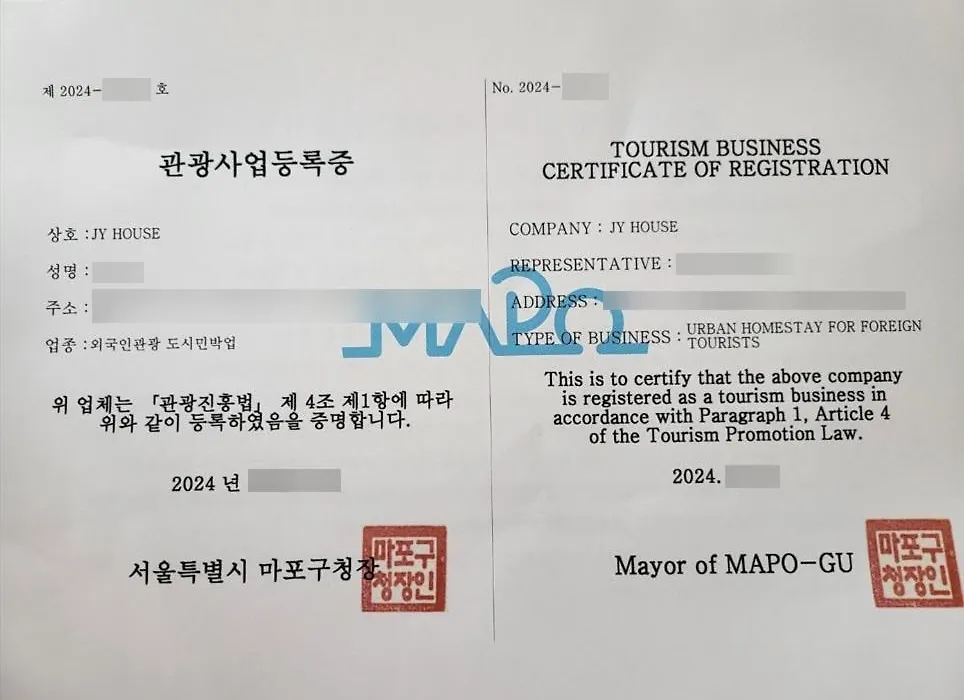 제 2024- 호
관광사업등록증
상호 :JY HOUSE
성명 :
주소 :
업종 :외국인관광 도시민박업
위 업체는 「관광진흥법」 제 4조 제1항에 따라
위와 같이 등록하였음을 증명합니다.
2024 년
서울특별시 마포구청장
마포구
청장인
No. 2024-
TOURISM BUSINESS
CERTIFICATE OF REGISTRATION
COMPANY : JY HOUSE
REPRESENTATIVE :
ADDRESS :
TYPE OF BUSINESS : URBAN HOMESTAY FOR FOREIGN
TOURISTS
This is to certify that the above company
is registered as a tourism business in
accordance with Paragraph 1, Article 4
of the Tourism Promotion Law.
2024.
Mayor of MAPO-GU
마포구
청장인
MAPO